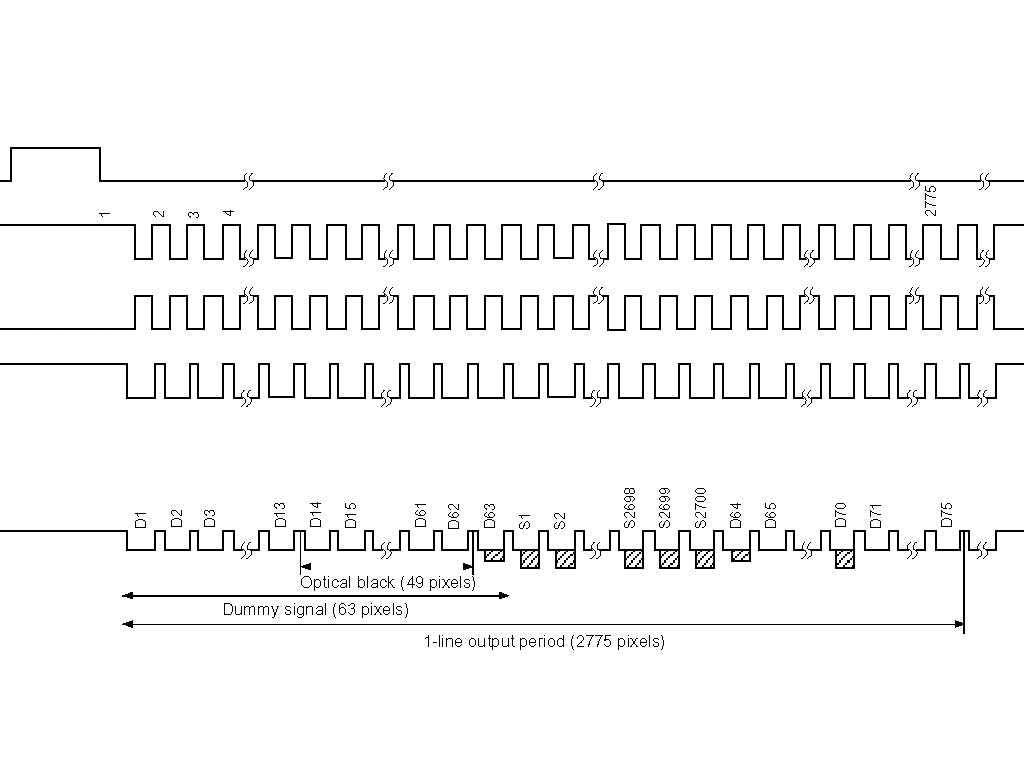 1
2
3
4
2775
D1
D2
D3
D13
D14
D15
D61
D62
D63
S1
S2
S2698
S2699
S2700
D64
D65
D70
D71
D75
Optical black (49 pixels)
Dummy signal (63 pixels)
1-line output period (2775 pixels)